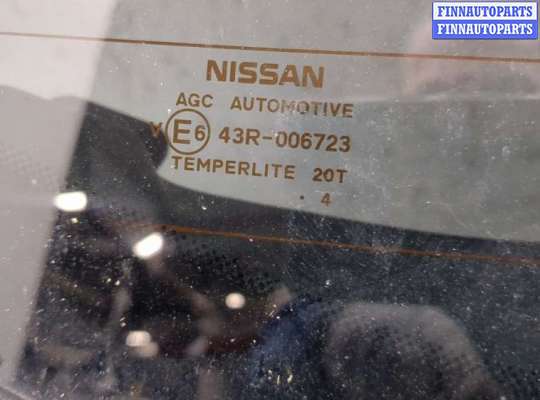 FINNAUTOPARTS
FINNAUTOPARTS
NISSAN
AGC AUTOMOTIVE
V E6 43R-006723
TEMPERLITE 20T
. 4